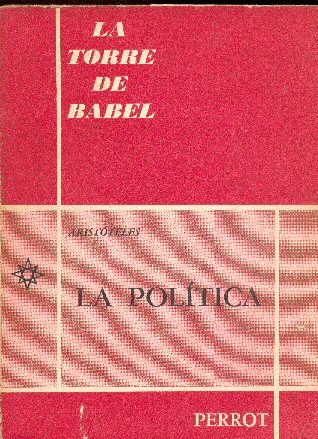 LA
TORRE
DE
BABEL
ARISTÓTELES
LA POLÍTICA
PERROT